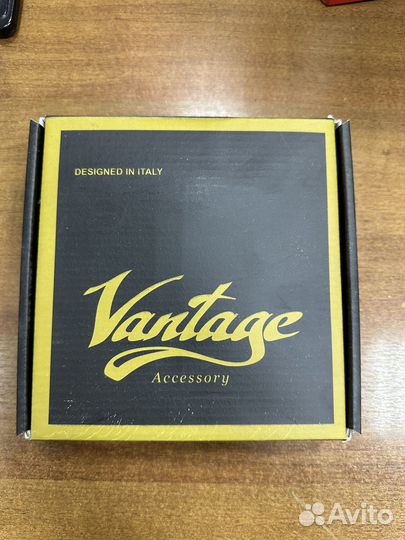 DESIGNED IN ITALY
Vantage
Accessory
Avito